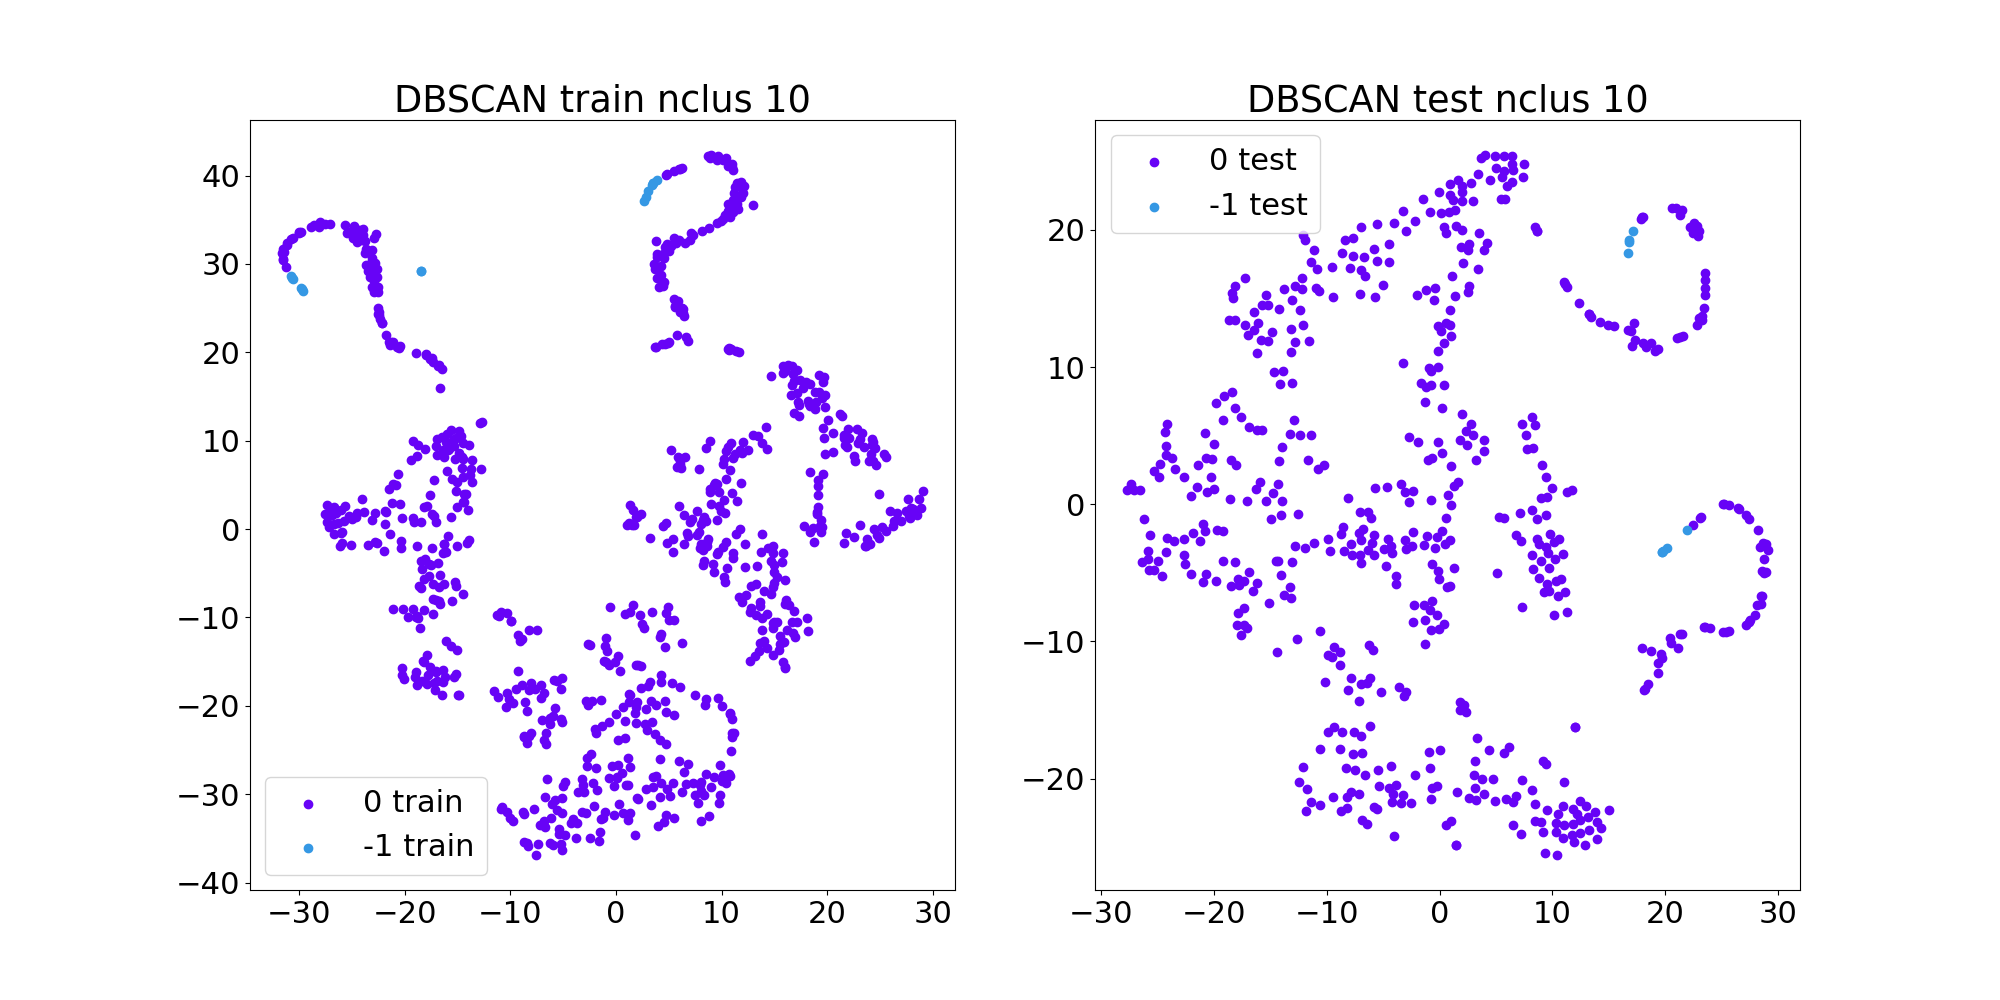 DBSCAN train nclus 10
40
30
20
10
0
−10
−20
−30
−40
0 train
-1 train
−30 −20 −10 0 10 20 30
DBSCAN test nclus 10
0 test
-1 test
20
10
0
−10
−20
−30 −20 −10 0 10 20 30